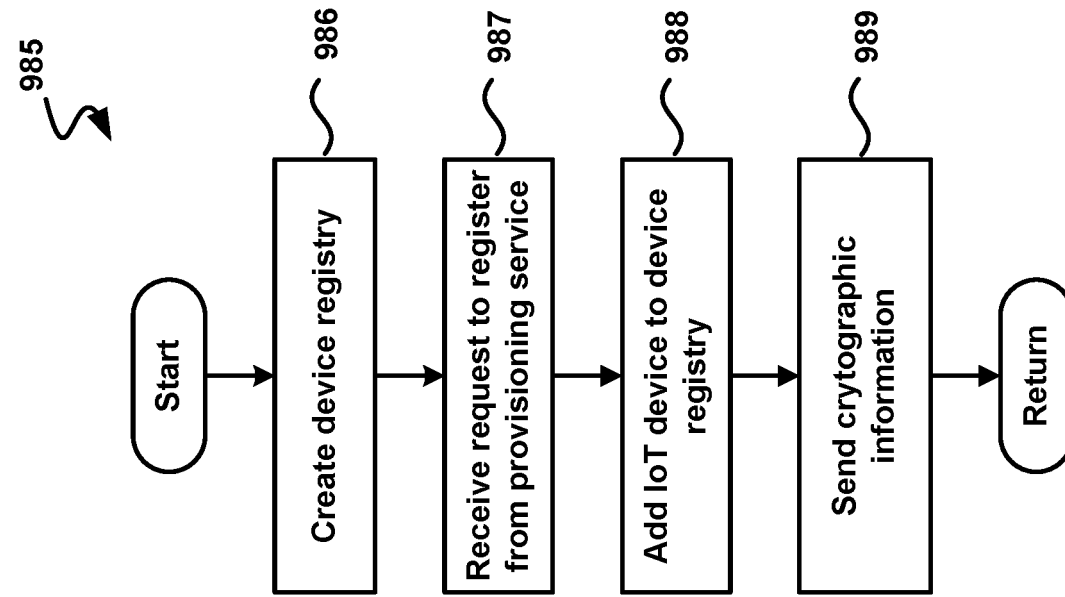 985
Start
Create device registry
986
Receive request to register
from provisioning service
987
Add IoT device to device
registry
988
Send crytographic
information
989
Return